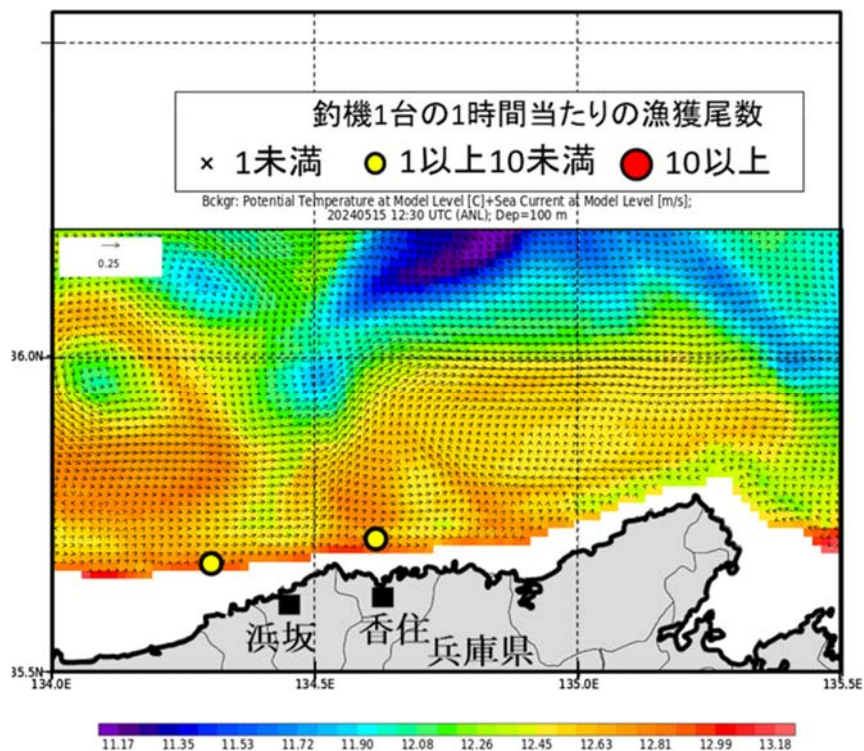 釣機1台の1時間当たりの漁獲尾数
× 1未満 1以上10未満 10以上
Bckgr: Potential Temperature at Model Level [C]+Sea Current at Model Level [m/s];
20240515 12:30 UTC (ANL); Dep=100 m
0.25
36.0N
浜坂 香住 兵庫県
35.5N
134.0E 134.5E 135.0E 135.5E
11.17 11.35 11.53 11.72 11.90 12.08 12.26 12.45 12.63 12.81 12.99 13.18